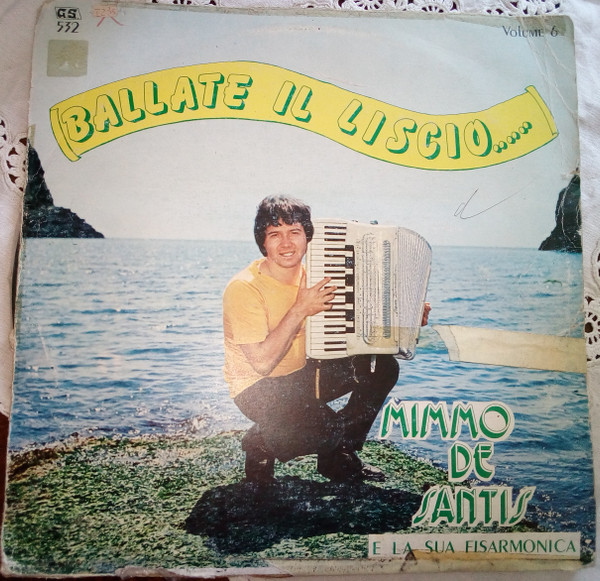 GS
532
VOLUME 6
BALLATE IL LISCIO.....
MIMMO
DE
SANTIS
E LA SUA FISARMONICA